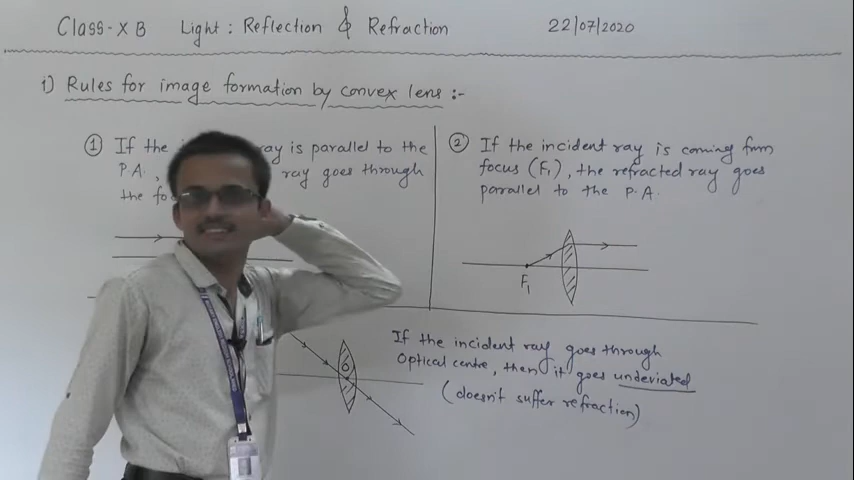 Class-X B Light: Reflection & Refraction 22/07/2020
1) Rules for image formation by convex lens :-
① If the ray is parallel to the
P.A., ray goes through
the
② If the incident ray is coming from
focus (F1), the refracted ray goes
parallel to the P.A.
F1
If the incident ray goes through
Optical centre, then it goes undeviated
(doesn't suffer refraction)
O